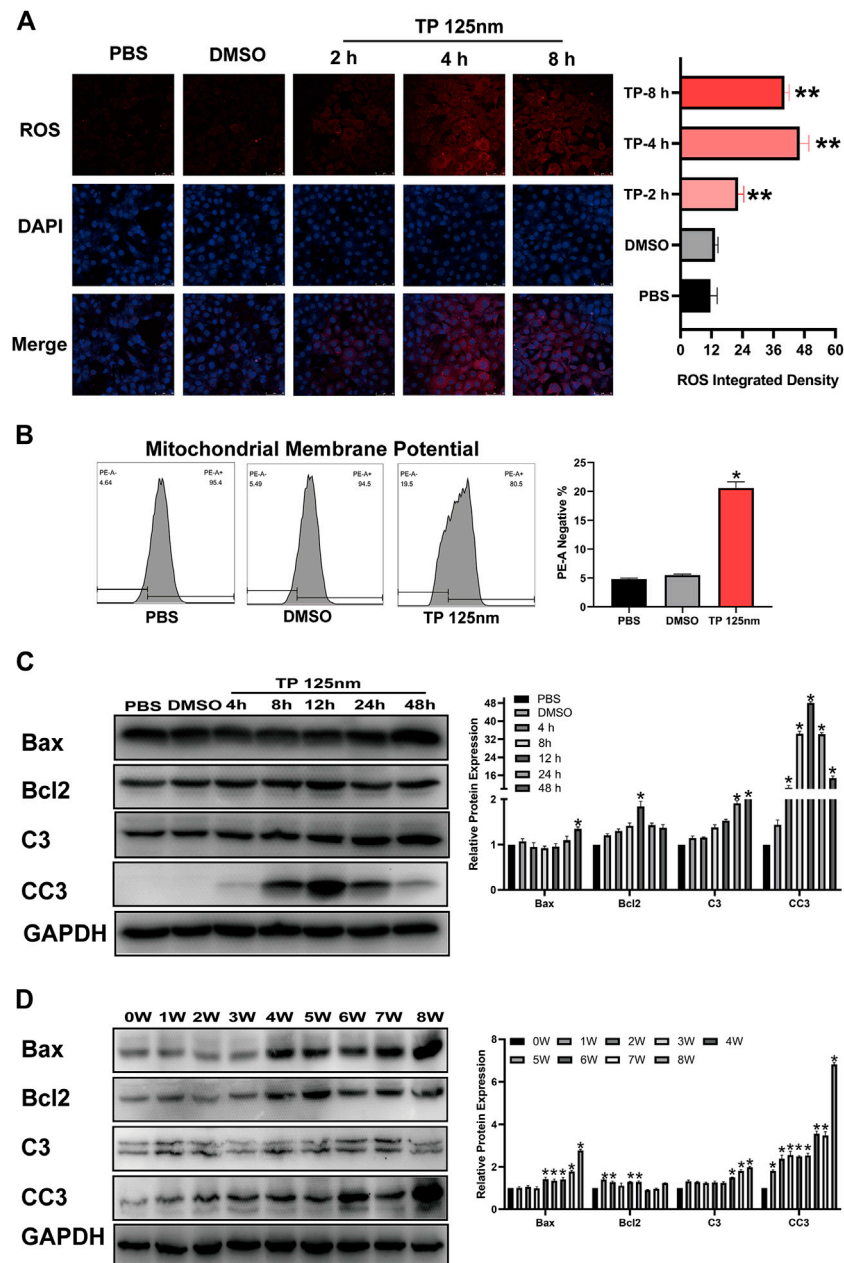 A
TP 125nm
PBS DMSO 2 h 4 h 8 h
ROS
DAPI
Merge
TP-8 h **
TP-4 h **
TP-2 h **
DMSO
PBS
0 12 24 36 48 60
ROS Integrated Density
B
Mitochondrial Membrane Potential
PE-A- PE-A+
4.64 95.4
PBS
PE-A- PE-A+
5.49 94.5
DMSO
PE-A- PE-A+
19.5 80.5
TP 125nm
PE-A Negative %
25
20
15
10
5
0
*
PBS DMSO TP 125nm
C
TP 125nm
PBS DMSO 4h 8h 12h 24h 48h
Bax
Bcl2
C3
CC3
GAPDH
Relative Protein Expression
48
40
32
24
16
2
1
0
PBS
DMSO
4 h
8h
12 h
24 h
48 h
* * * * * * * * *
Bax Bcl2 C3 CC3
D
0W 1W 2W 3W 4W 5W 6W 7W 8W
Bax
Bcl2
C3
CC3
GAPDH
Relative Protein Expression
8
6
4
2
0
0W 1W 2W 3W 4W
5W 6W 7W 8W
***** **** *** ********
Bax Bcl2 C3 CC3